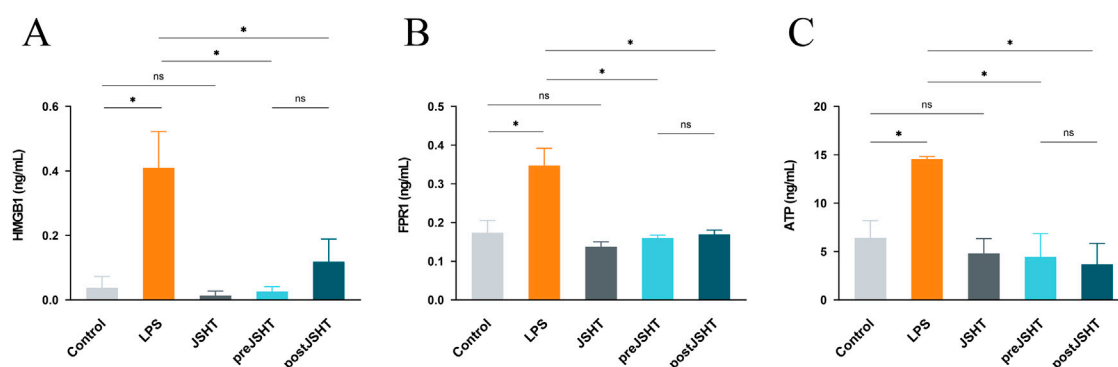 A
*
*
ns
*
ns
HMGB1 (ng/mL)
0.6
0.4
0.2
0.0
Control
LPS
JSHT
preJSHT
postJSHT
B
*
*
ns
*
ns
FPR1 (ng/mL)
0.5
0.4
0.3
0.2
0.1
0.0
Control
LPS
JSHT
preJSHT
postJSHT
C
*
*
ns
*
ns
ATP (ng/mL)
20
15
10
5
0
Control
LPS
JSHT
preJSHT
postJSHT